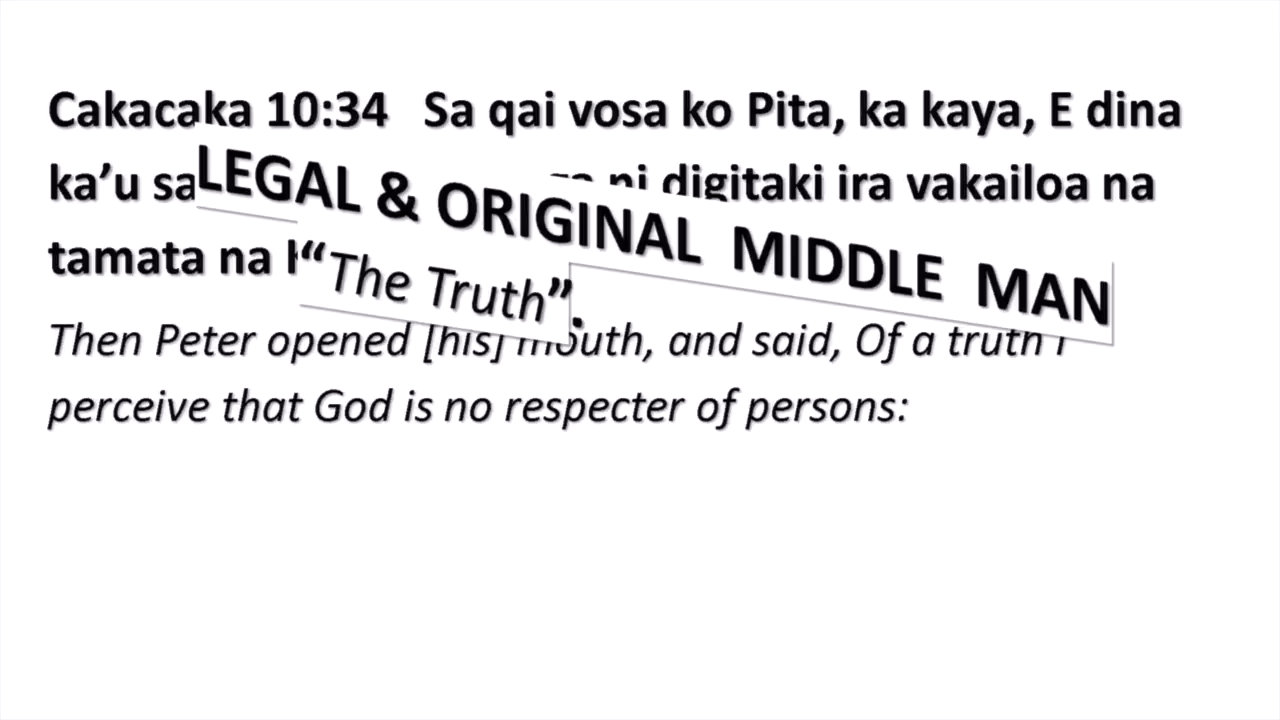 Cakacaka 10:34 Sa qai vosa ko Pita, ka kaya, E dina
ka’u sa ni digitaki ira vakailoa na
LEGAL & ORIGINAL MIDDLE MAN
tamata na
“The Truth”.
Then Peter opened [his] mouth, and said, Of a truth I
perceive that God is no respecter of persons: